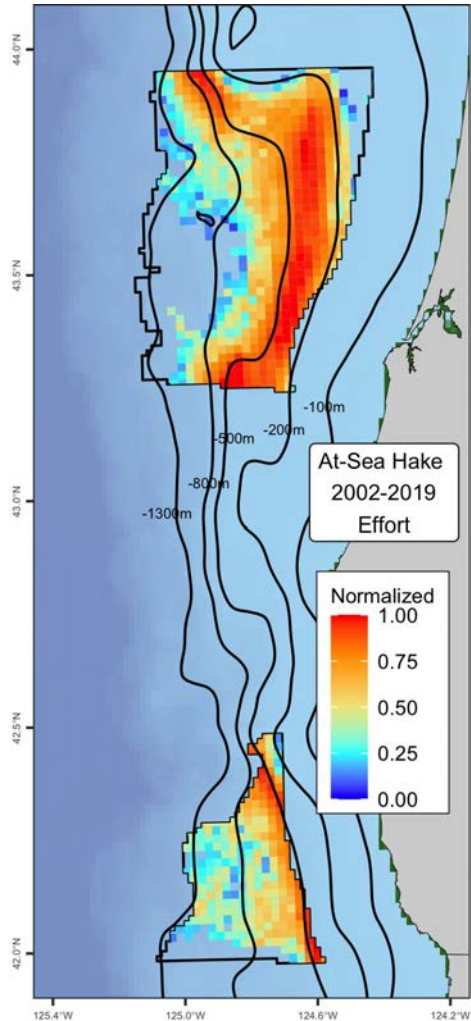 44.0°N
43.5°N
43.0°N
42.5°N
42.0°N
-100m
-200m
-500m
-800m
-1300m
At-Sea Hake
2002-2019
Effort
Normalized
1.00
0.75
0.50
0.25
0.00
125.4°W
125.0°W
124.6°W
124.2°W